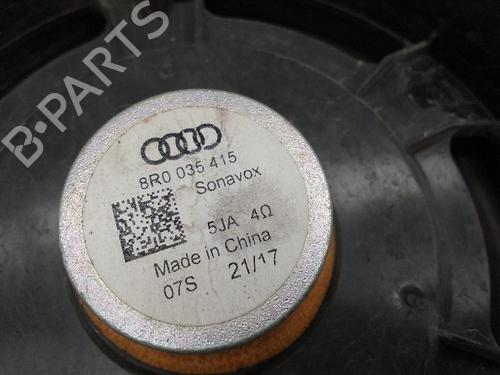 B-PARTS
8R0 035 415
Sonavox
5JA 4Ω
Made in China
07S 21/17